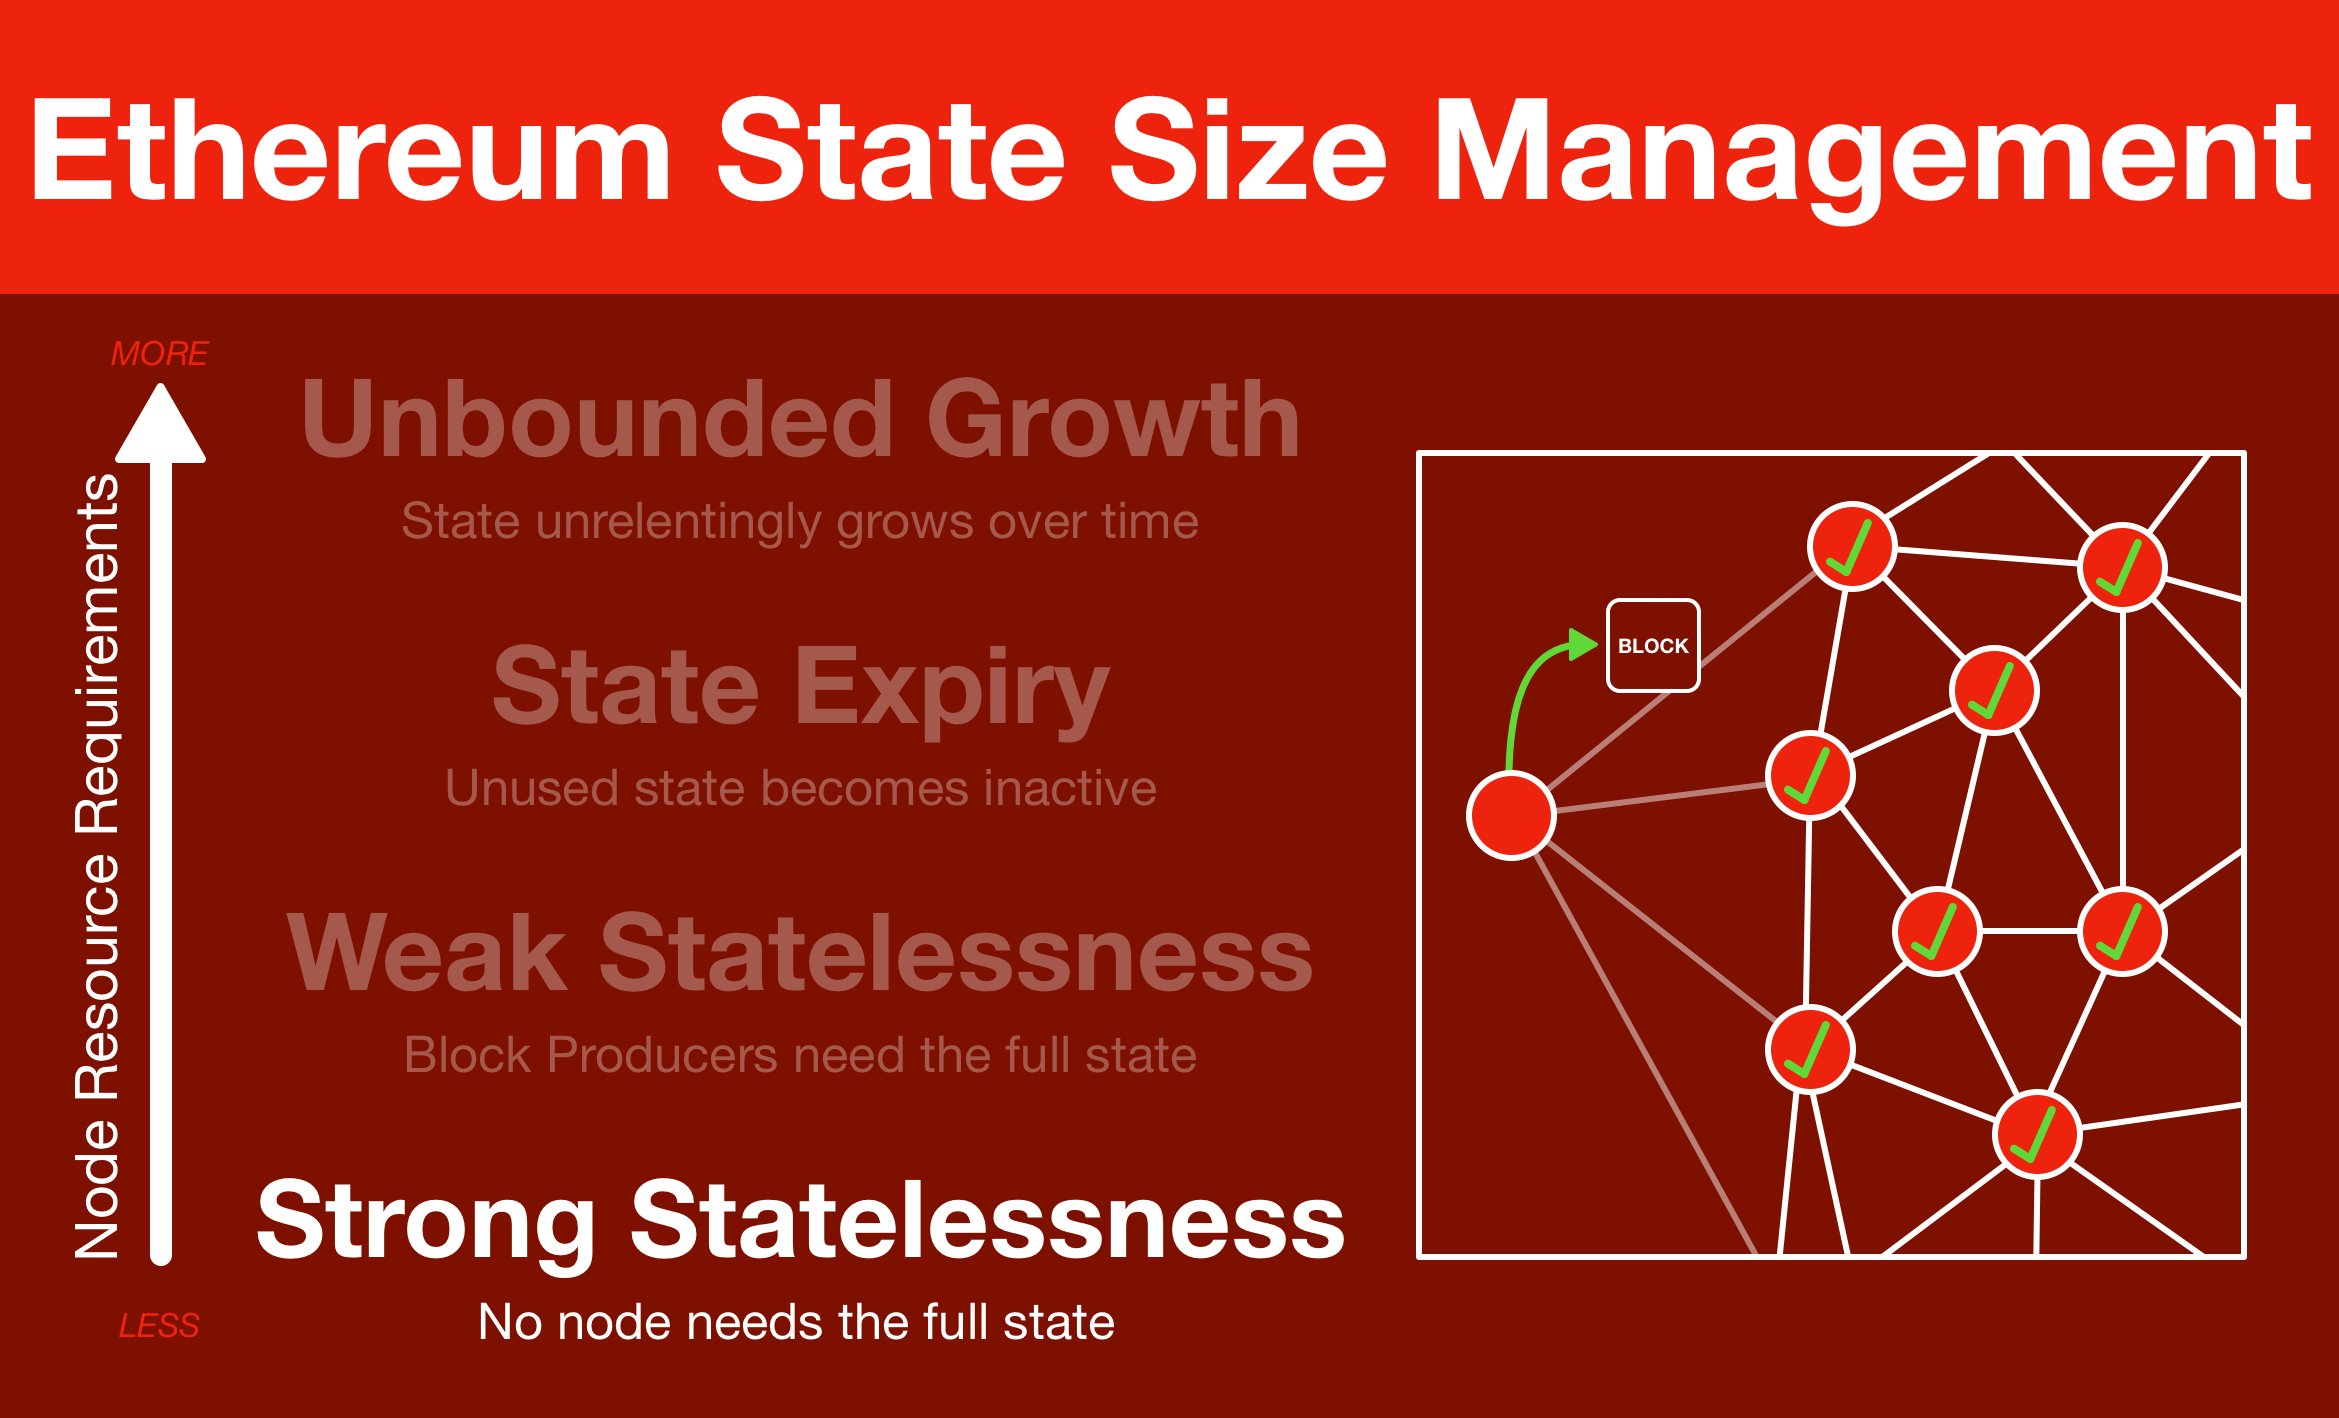 Ethereum State Size Management
MORE
Node Resource Requirements
LESS
Unbounded Growth
State unrelentingly grows over time
State Expiry
Unused state becomes inactive
Weak Statelessness
Block Producers need the full state
Strong Statelessness
No node needs the full state
BLOCK